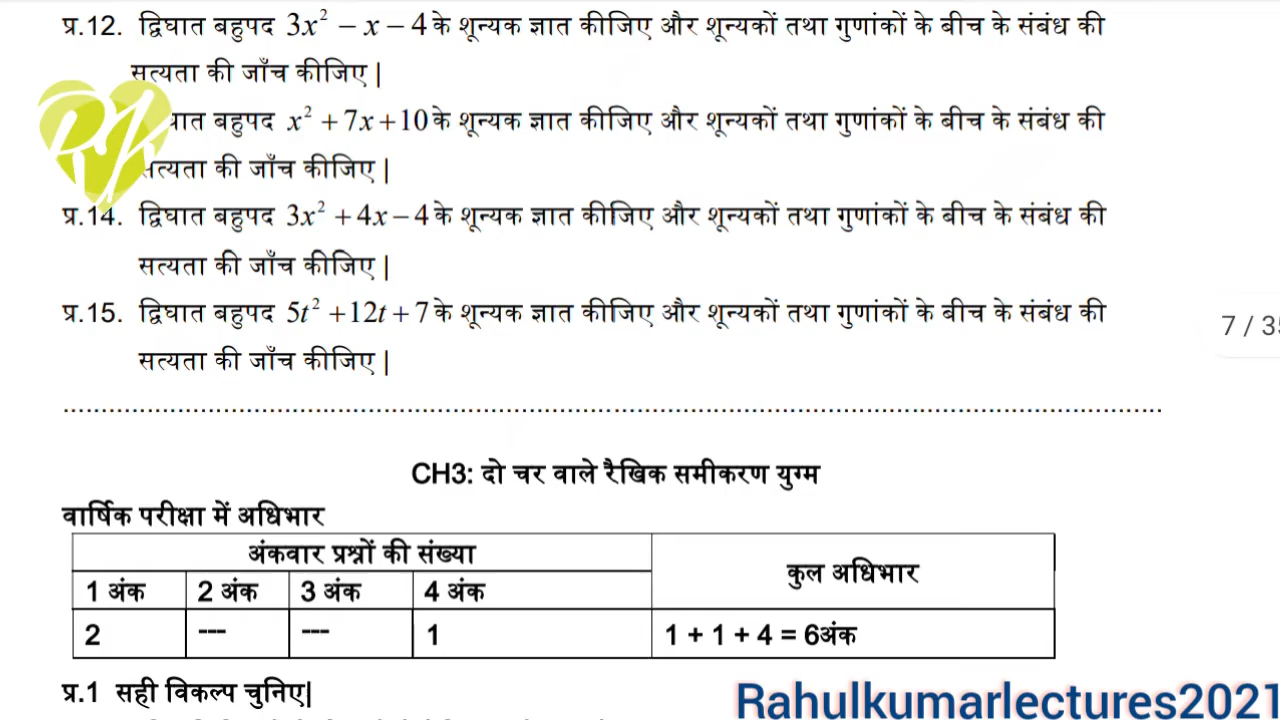 प्र.12. द्विघात बहुपद 3x² − x − 4 के शून्यक ज्ञात कीजिए और शून्यकों तथा गुणांकों के बीच के संबंध की
सत्यता की जाँच कीजिए |
घात बहुपद x² + 7x + 10 के शून्यक ज्ञात कीजिए और शून्यकों तथा गुणांकों के बीच के संबंध की
सत्यता की जाँच कीजिए |
RK
प्र.14. द्विघात बहुपद 3x² + 4x − 4 के शून्यक ज्ञात कीजिए और शून्यकों तथा गुणांकों के बीच के संबंध की
सत्यता की जाँच कीजिए |
प्र.15. द्विघात बहुपद 5t² + 12t + 7 के शून्यक ज्ञात कीजिए और शून्यकों तथा गुणांकों के बीच के संबंध की
सत्यता की जाँच कीजिए |
7 / 35
CH3: दो चर वाले रैखिक समीकरण युग्म
वार्षिक परीक्षा में अधिभार
अंकवार प्रश्नों की संख्या कुल अधिभार
1 अंक 2 अंक 3 अंक 4 अंक
2 --- --- 1 1 + 1 + 4 = 6अंक
प्र.1 सही विकल्प चुनिए|
Rahulkumarlectures2021